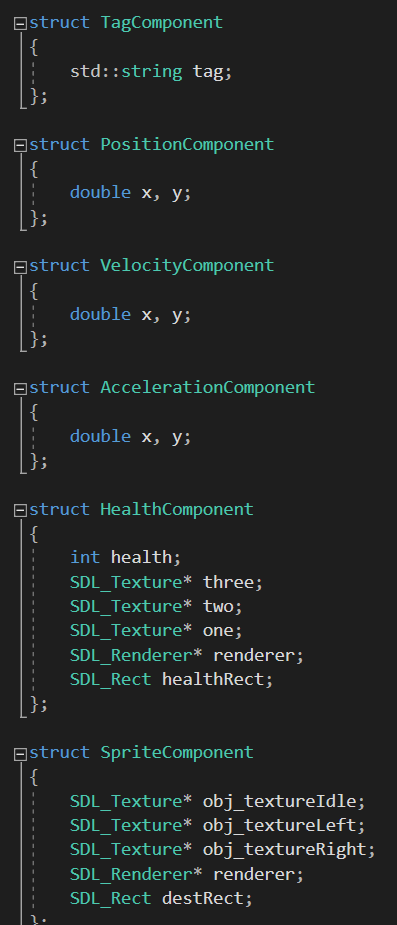 struct TagComponent
{
    std::string tag;
};

struct PositionComponent
{
    double x, y;
};

struct VelocityComponent
{
    double x, y;
};

struct AccelerationComponent
{
    double x, y;
};

struct HealthComponent
{
    int health;
    SDL_Texture* three;
    SDL_Texture* two;
    SDL_Texture* one;
    SDL_Renderer* renderer;
    SDL_Rect healthRect;
};

struct SpriteComponent
{
    SDL_Texture* obj_textureIdle;
    SDL_Texture* obj_textureLeft;
    SDL_Texture* obj_textureRight;
    SDL_Renderer* renderer;
    SDL_Rect destRect;
};